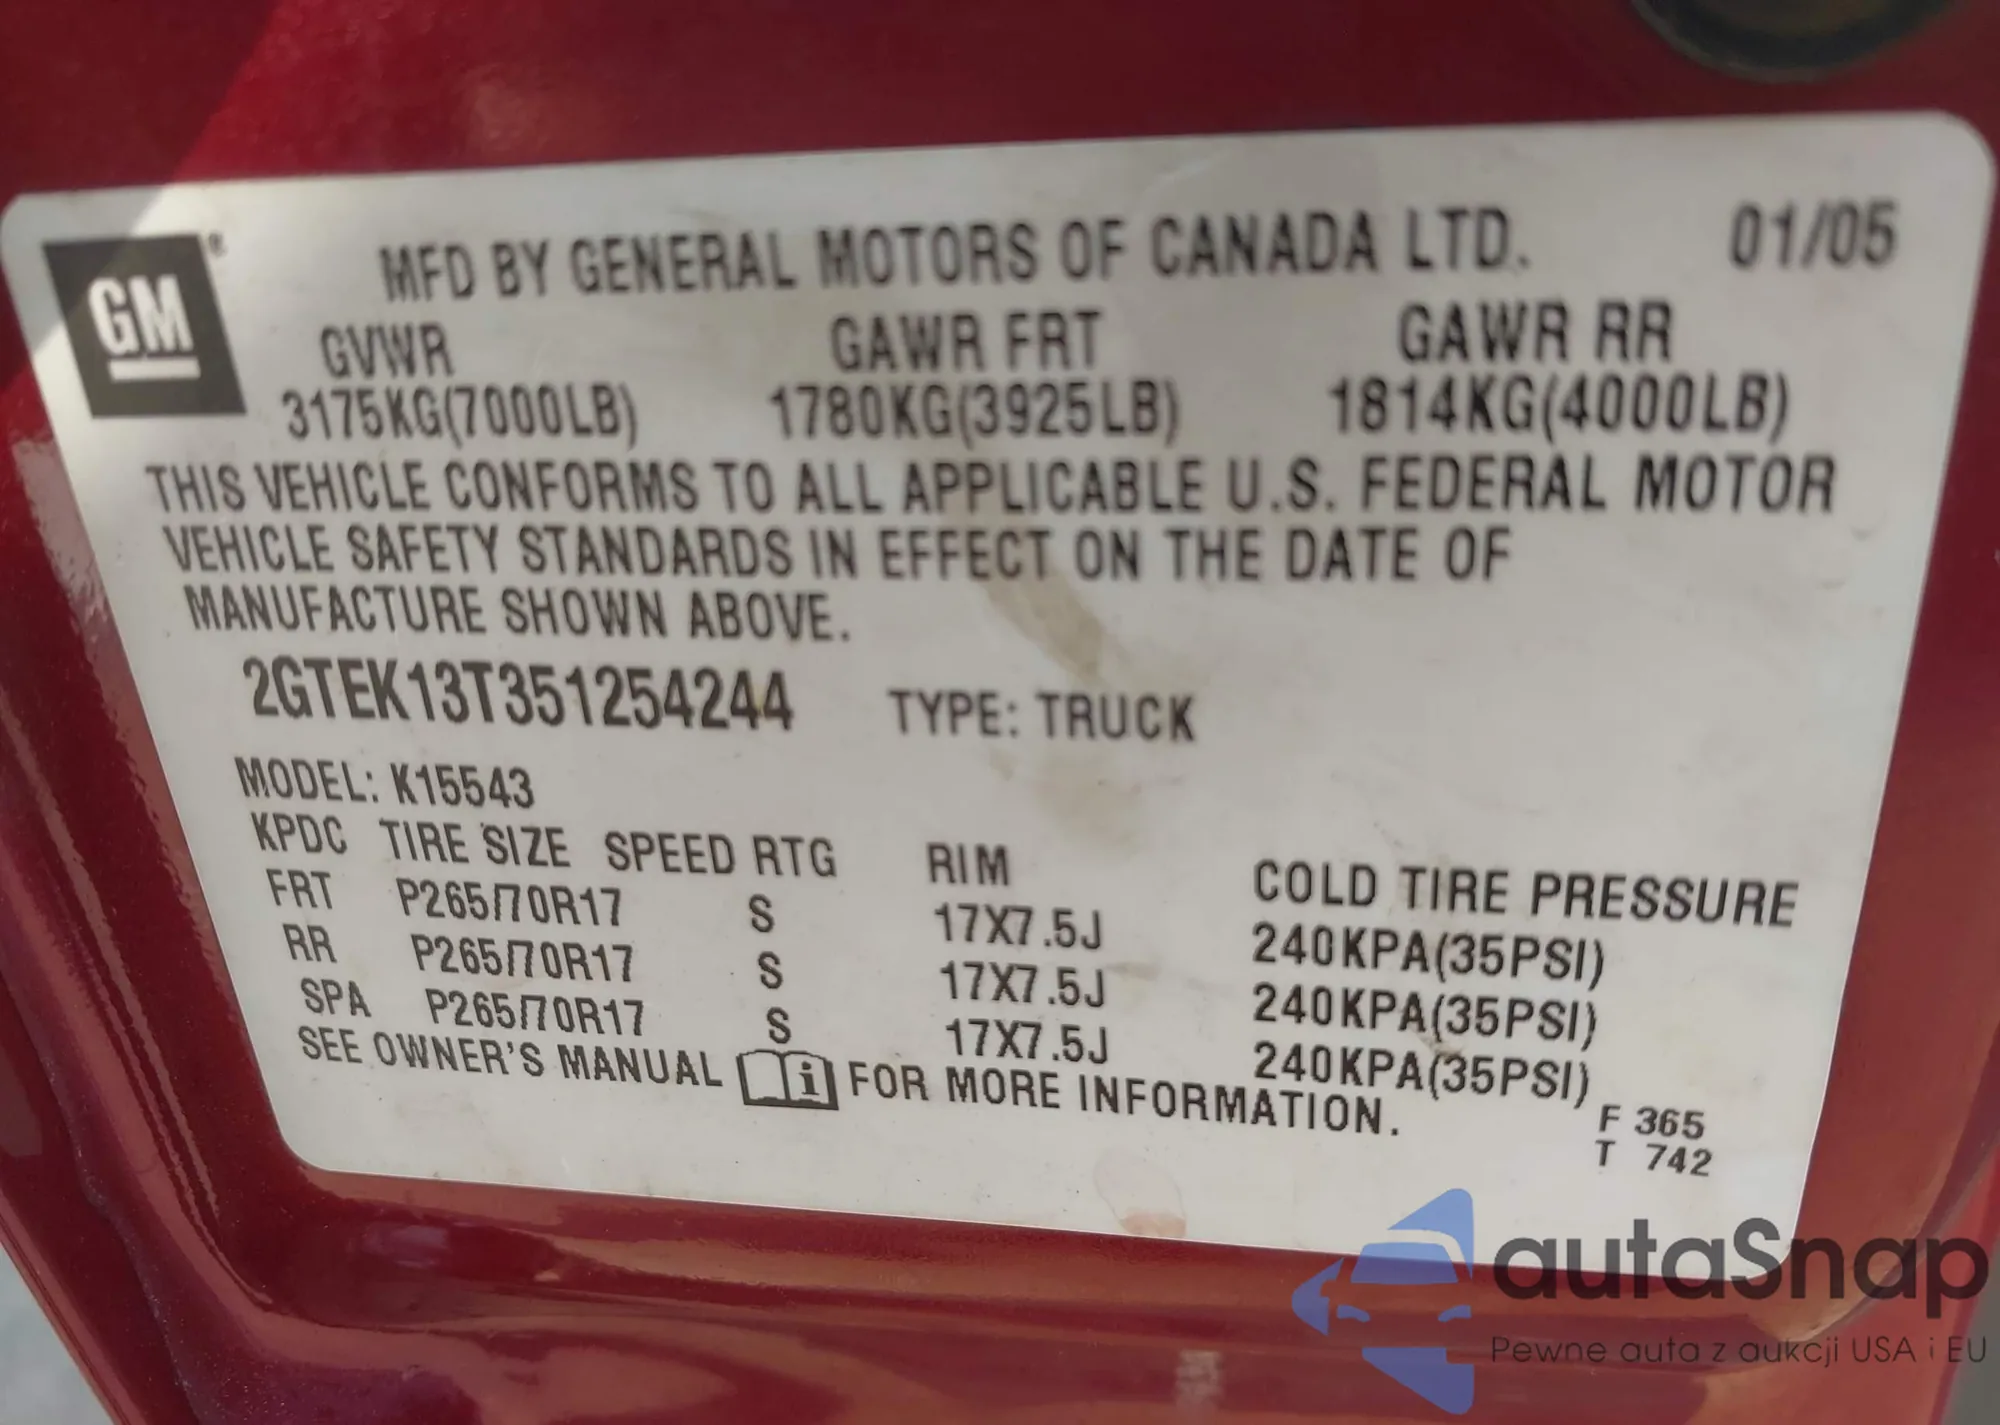 GM®
MFD BY GENERAL MOTORS OF CANADA LTD. 01/05
GVWR GAWR FRT GAWR RR
3175KG(7000LB) 1780KG(3925LB) 1814KG(4000LB)
THIS VEHICLE CONFORMS TO ALL APPLICABLE U.S. FEDERAL MOTOR
VEHICLE SAFETY STANDARDS IN EFFECT ON THE DATE OF
MANUFACTURE SHOWN ABOVE.
2GTEK13T351254244 TYPE: TRUCK
MODEL: K15543
KPDC TIRE SIZE SPEED RTG RIM COLD TIRE PRESSURE
FRT P265/70R17 S 17X7.5J 240KPA(35PSI)
RR P265/70R17 S 17X7.5J 240KPA(35PSI)
SPA P265/70R17 S 17X7.5J 240KPA(35PSI)
SEE OWNER'S MANUAL i FOR MORE INFORMATION.
F 365
T 742
autaSnap
Pewne auta z aukcji USA i EU